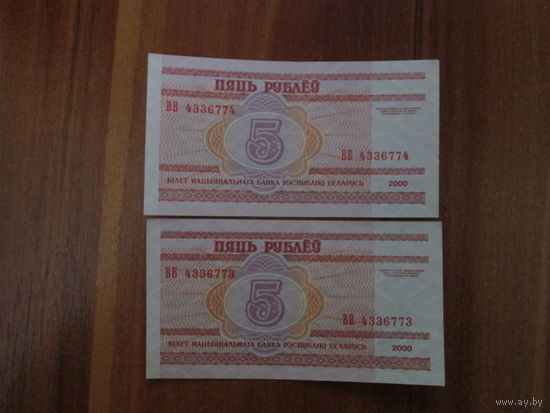 ПЯЦЬ РУБЛЁЎ
ВВ 4336774
5
ВВ 4336774
БІЛЕТ НАЦЫЯНАЛЬНАГА БАНКА РЭСПУБЛІКІ БЕЛАРУСЬ 2000
ПЯЦЬ РУБЛЁЎ
ВВ 4336773
5
ВВ 4336773
БІЛЕТ НАЦЫЯНАЛЬНАГА БАНКА РЭСПУБЛІКІ БЕЛАРУСЬ 2000
www.ay.by